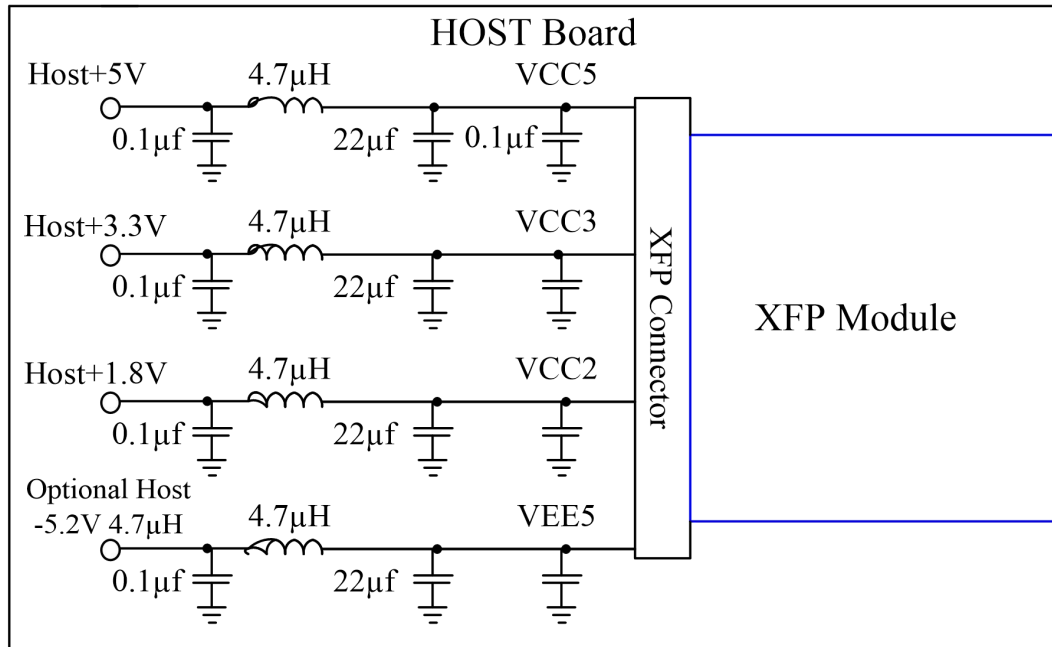 HOST Board
Host+5V
4.7µH
VCC5
0.1µf
22µf
0.1µf
Host+3.3V
4.7µH
VCC3
0.1µf
22µf
Host+1.8V
4.7µH
VCC2
0.1µf
22µf
Optional Host
-5.2V 4.7µH
4.7µH
VEE5
0.1µf
22µf
XFP Connector
XFP Module